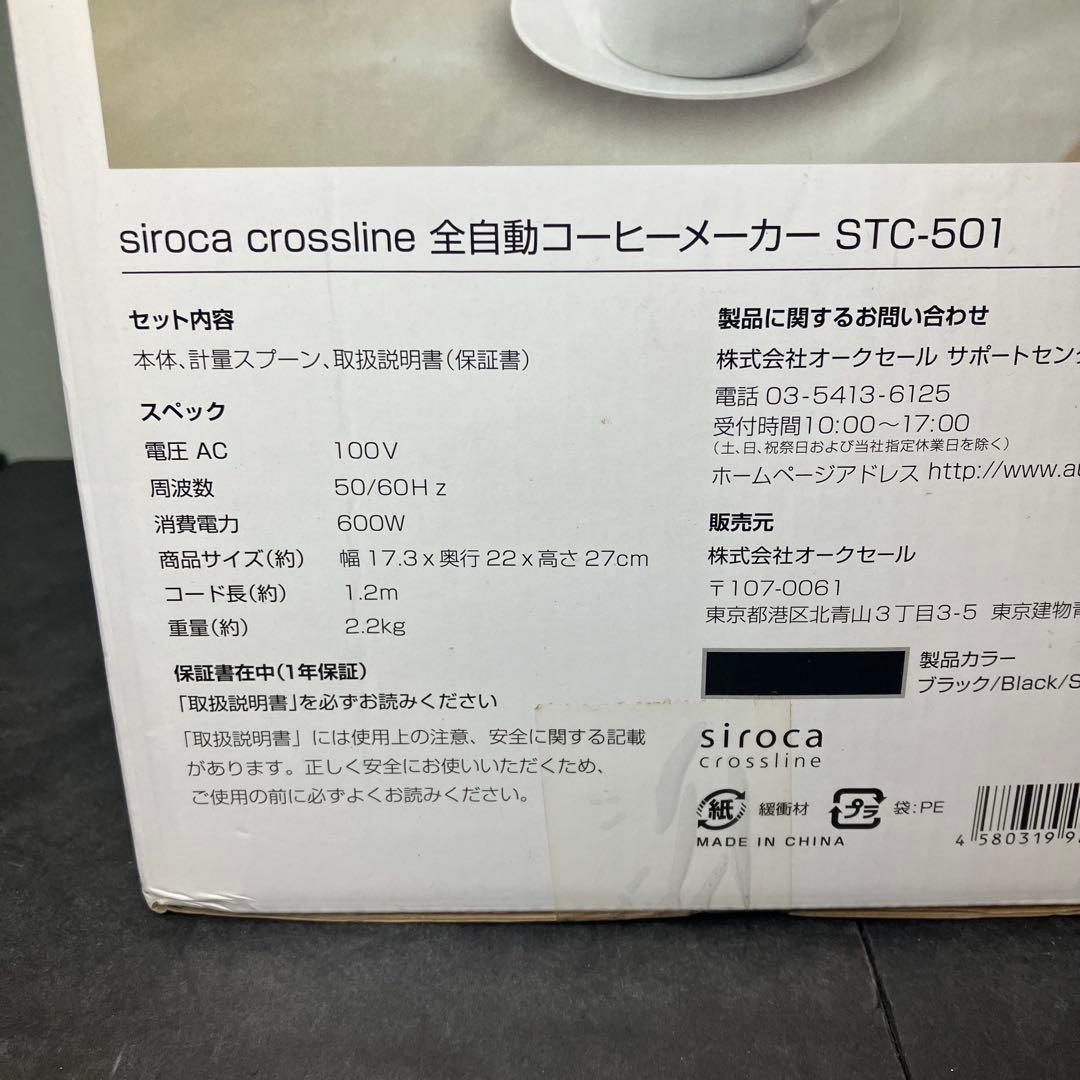 siroca crossline 全自動コーヒーメーカー STC-501
セット内容
本体、計量スプーン、取扱説明書(保証書)
スペック
電圧 AC 100V
周波数 50/60Hz
消費電力 600W
商品サイズ(約) 幅 17.3 x 奥行 22 x 高さ 27cm
コード長(約) 1.2m
重量(約) 2.2kg
保証書在中(1年保証)
「取扱説明書」を必ずお読みください
「取扱説明書」には使用上の注意、安全に関する記載
があります。正しく安全にお使いいただくため、
ご使用の前に必ずよくお読みください。
製品に関するお問い合わせ
株式会社オークセール サポートセン
電話 03-5413-6125
受付時間10:00〜17:00
(土、日、祝祭日および当社指定休業日を除く)
ホームページアドレス http://www.a
販売元
株式会社オークセール
〒107-0061
東京都港区北青山3丁目3-5 東京建物
製品カラー
ブラック/Black/S
siroca
crossline
紙 緩衝材 プラ 袋:PE
MADE IN CHINA
4 580319 9